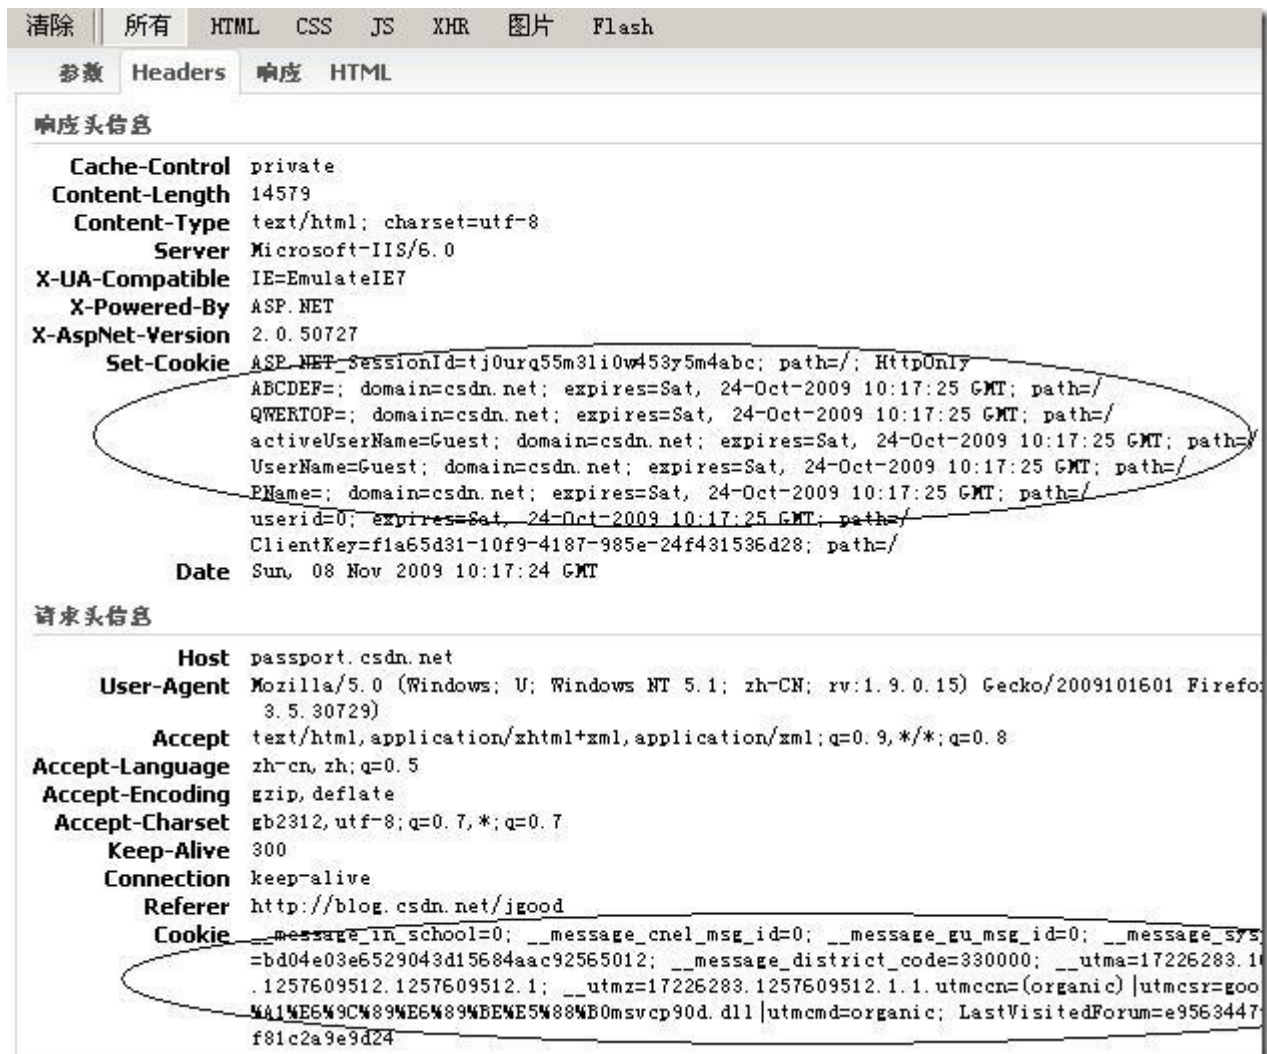 清除 所有 HTML CSS JS XHR 图片 Flash
参数 Headers 响应 HTML
响应头信息
Cache-Control private
Content-Length 14579
Content-Type text/html; charset=utf-8
Server Microsoft-IIS/6.0
X-UA-Compatible IE=EmulateIE7
X-Powered-By ASP.NET
X-AspNet-Version 2.0.50727
Set-Cookie ASP.NET_SessionId=tj0urq55m3li0w453y5m4abc; path=/; HttpOnly
ABCDEF=; domain=csdn.net; expires=Sat, 24-Oct-2009 10:17:25 GMT; path=/
QWERTOP=; domain=csdn.net; expires=Sat, 24-Oct-2009 10:17:25 GMT; path=/
activeUserName=Guest; domain=csdn.net; expires=Sat, 24-Oct-2009 10:17:25 GMT; path=/
UserName=Guest; domain=csdn.net; expires=Sat, 24-Oct-2009 10:17:25 GMT; path=/
PName=; domain=csdn.net; expires=Sat, 24-Oct-2009 10:17:25 GMT; path=/
userid=0; expires=Sat, 24-Oct-2009 10:17:25 GMT; path=/
ClientKey=f1a65d31-10f9-4187-985e-24f431536d28; path=/
Date Sun, 08 Nov 2009 10:17:24 GMT
请求头信息
Host passport.csdn.net
User-Agent Mozilla/5.0 (Windows; U; Windows NT 5.1; zh-CN; rv:1.9.0.15) Gecko/2009101601 Firefo
3.5.30729)
Accept text/html,application/xhtml+xml,application/xml;q=0.9,*/*;q=0.8
Accept-Language zh-cn,zh;q=0.5
Accept-Encoding gzip,deflate
Accept-Charset gb2312,utf-8;q=0.7,*;q=0.7
Keep-Alive 300
Connection keep-alive
Referer http://blog.csdn.net/jgood
Cookie __message_in_school=0; __message_cnel_msg_id=0; __message_gu_msg_id=0; __message_sys_
=bd04e03e6529043d15684aac92565012; __message_district_code=330000; __utma=17226283.10
.1257609512.1257609512.1; __utmz=17226283.1257609512.1.1.utmccn=(organic)|utmcsr=goo
%A1%E6%9C%89%E6%89%BE%E5%88%B0msvcp90d.dll|utmcmd=organic; LastVisitedForum=e9563447
f81c2a9e9d24